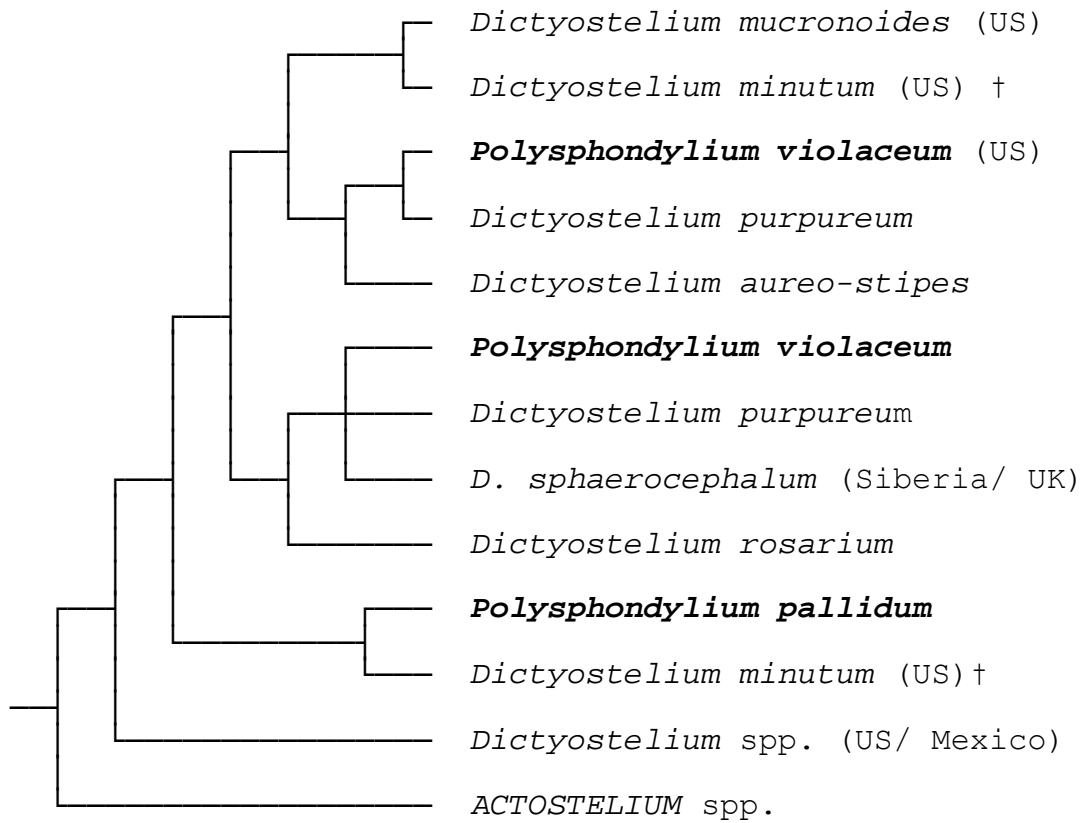 Dictyostelium mucronoides (US)
Dictyostelium minutum (US) †
Polysphondylium violaceum (US)
Dictyostelium purpureum
Dictyostelium aureo-stipes
Polysphondylium violaceum
Dictyostelium purpureum
D. sphaerocephalum (Siberia/ UK)
Dictyostelium rosarium
Polysphondylium pallidum
Dictyostelium minutum (US)†
Dictyostelium spp. (US/ Mexico)
ACTOSTELIUM spp.